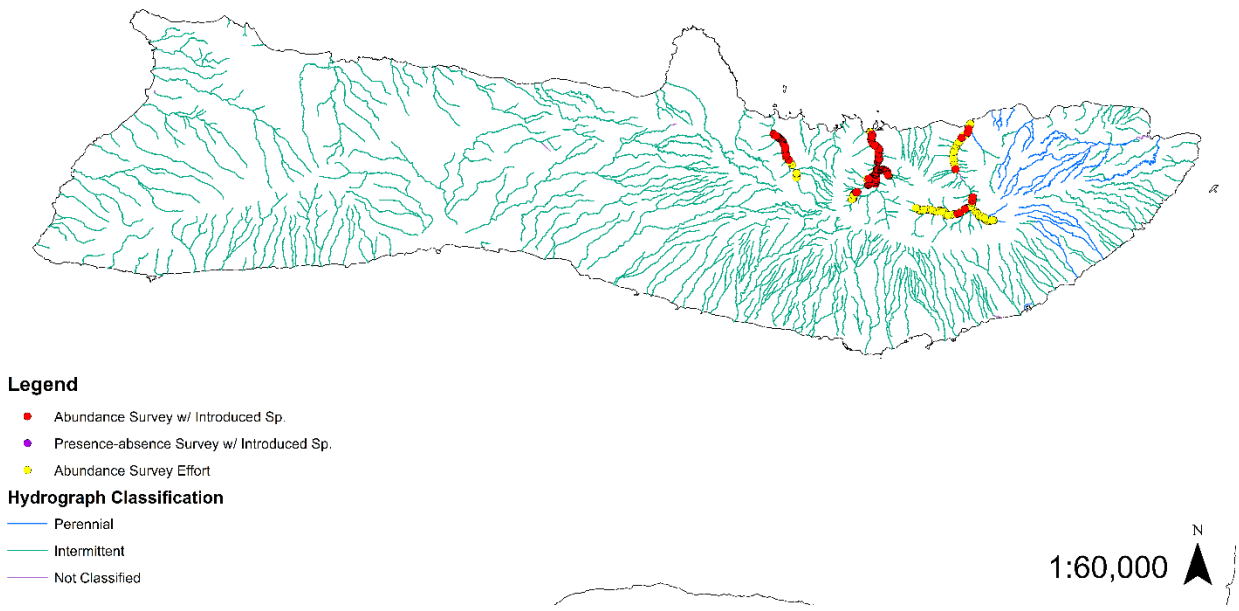 Legend
Abundance Survey w/ Introduced Sp.
Presence-absence Survey w/ Introduced Sp.
Abundance Survey Effort
Hydrograph Classification
Perennial
Intermittent
Not Classified
N
1:60,000